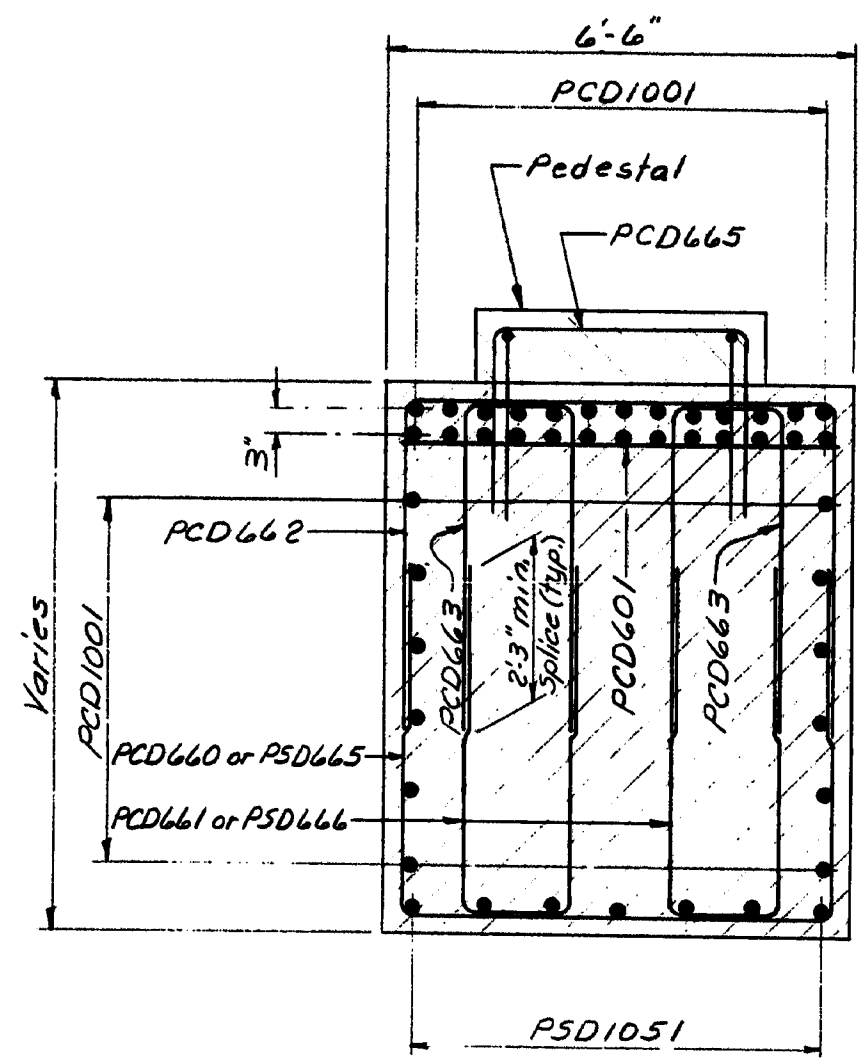 6'-6"
PCD1001
Pedestal
PCD665
3"
PCD662
PCD663
2'-3" min.
Splice (typ.)
PCD601
PCD663
Varies
PCD1001
PCD660 or PSD665
PCD661 or PSD666
PSD1051